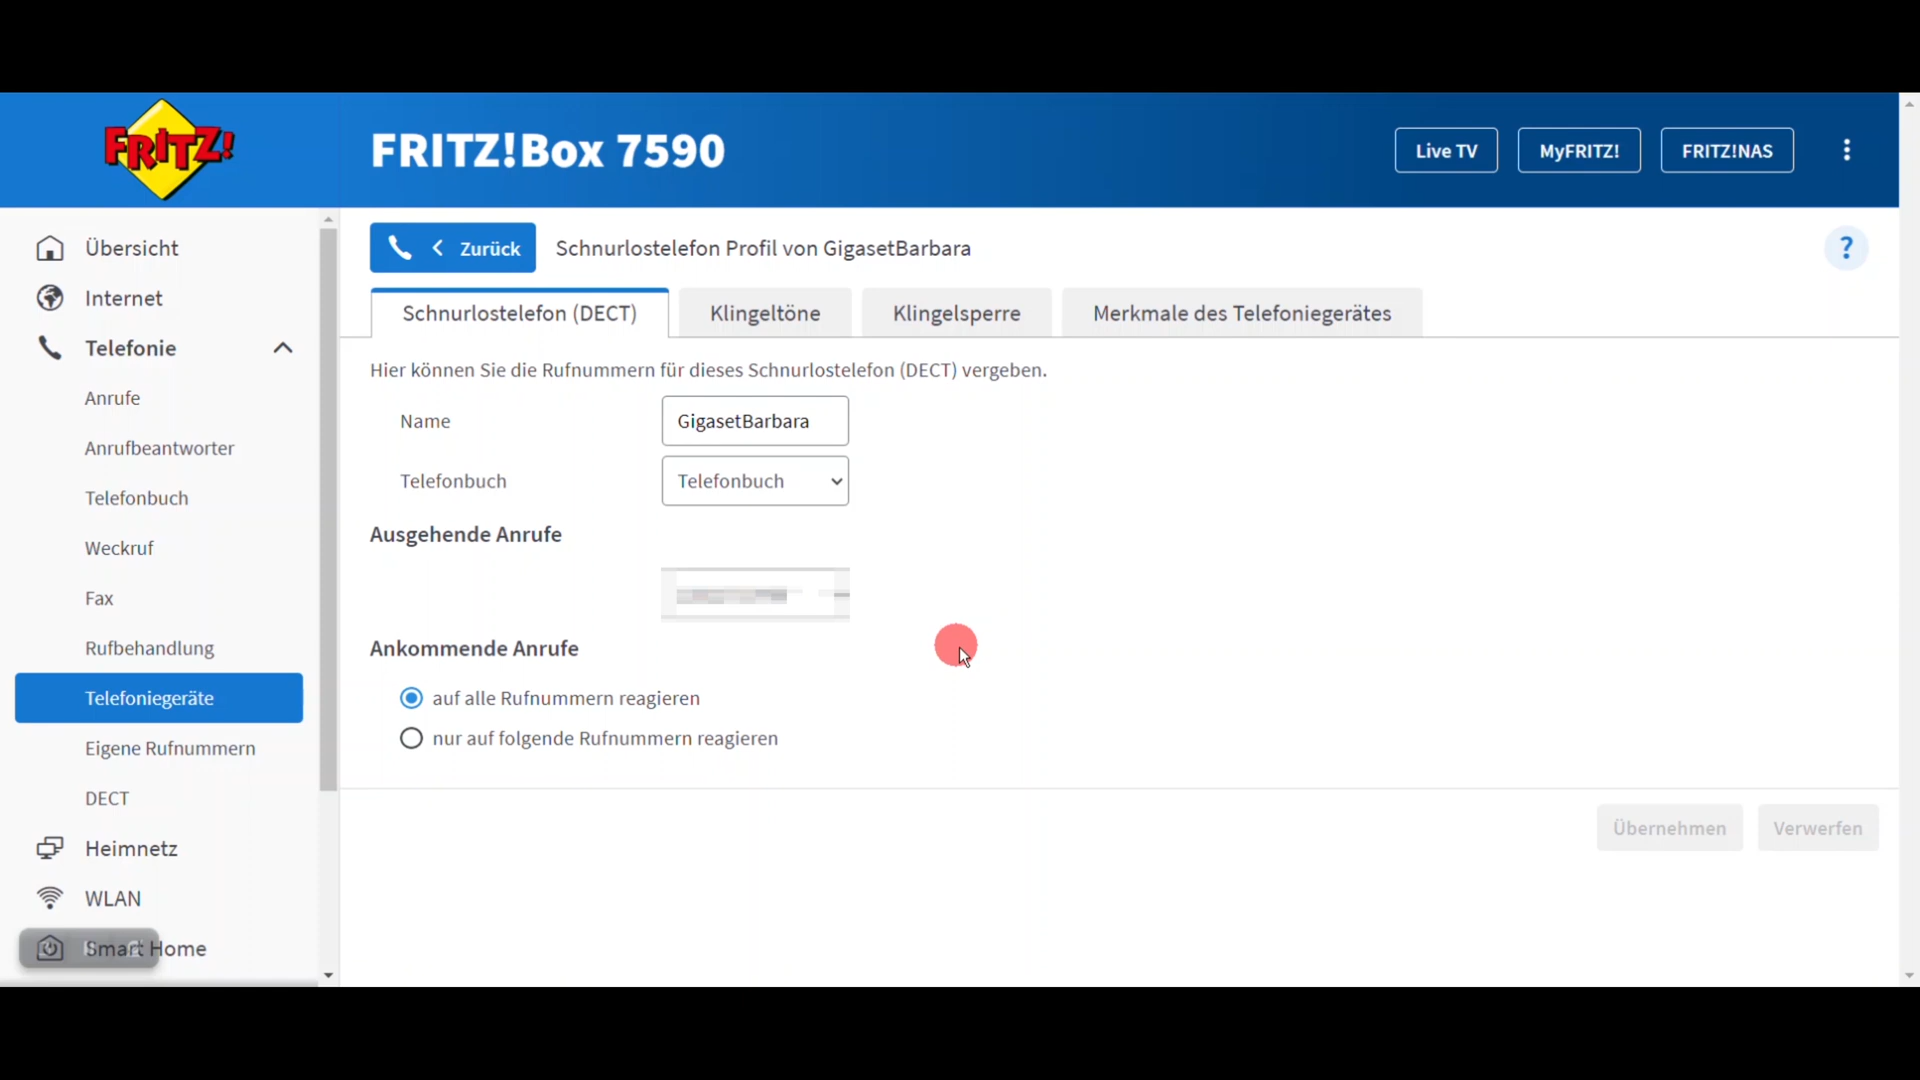 FRITZ!
FRITZ!Box 7590
Live TV
MyFRITZ!
FRITZ!NAS
Übersicht
Internet
Telefonie
Anrufe
Anrufbeantworter
Telefonbuch
Weckruf
Fax
Rufbehandlung
Telefoniegeräte
Eigene Rufnummern
DECT
Heimnetz
WLAN
Smart Home
Zurück
Schnurlostelefon Profil von GigasetBarbara
?
Schnurlostelefon (DECT)
Klingeltöne
Klingelsperre
Merkmale des Telefoniegerätes
Hier können Sie die Rufnummern für dieses Schnurlostelefon (DECT) vergeben.
Name
GigasetBarbara
Telefonbuch
Telefonbuch
Ausgehende Anrufe
Ankommende Anrufe
auf alle Rufnummern reagieren
nur auf folgende Rufnummern reagieren
Übernehmen
Verwerfen